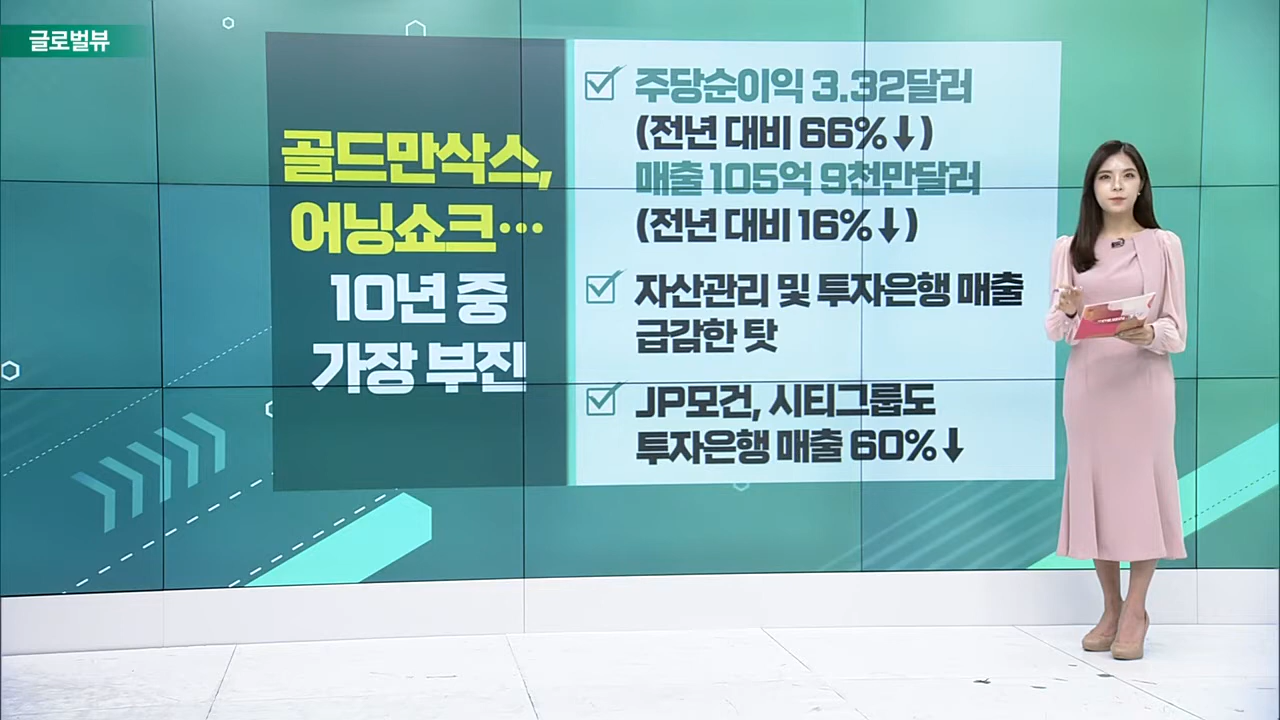 글로벌뷰
골드만삭스,
어닝쇼크…
10년 중
가장 부진
주당순이익 3.32달러
(전년 대비 66%↓)
매출 105억 9천만달러
(전년 대비 16%↓)
자산관리 및 투자은행 매출
급감한 탓
JP모건, 시티그룹도
투자은행 매출 60%↓